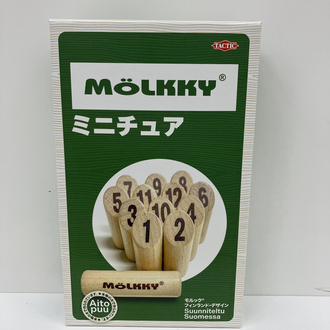 TACTIC
MÖLKKY®
ミニチュア
5 7 9 11 12 8 6
3 10 4
1 2
MÖLKKY
Aito
puu
モルック®
フィンランド・デザイン
Suunniteltu
Suomessa